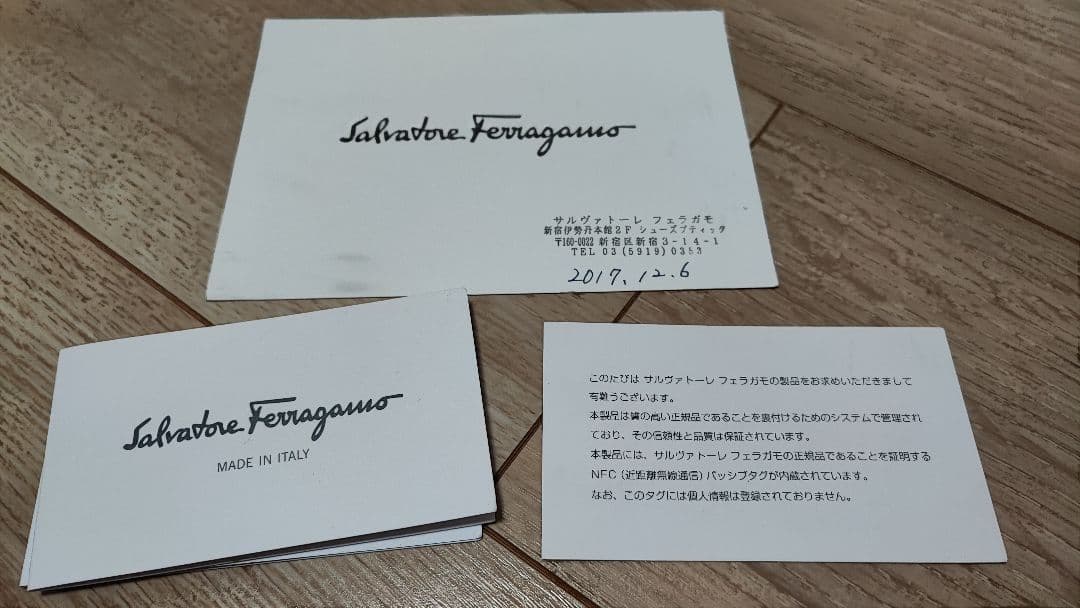 Salvatore Ferragamo
サルヴァトーレ フェラガモ
新宿伊勢丹本館2F シューズブティック
〒160-0022 新宿区新宿3-14-1
TEL 03(5919)0353
2017.12.6
Salvatore Ferragamo
MADE IN ITALY
このたびは サルヴァトーレ フェラガモの製品をお求めいただきまして
有難うございます。
本製品は質の高い正規品であることを裏付けるためのシステムで管理され
ており、その信頼性と品質は保証されています。
本製品には、サルヴァトーレ フェラガモの正規品であることを証明する
NFC (近距離無線通信) パッシブタグが内蔵されています。
なお、このタグには個人情報は登録されておりません。